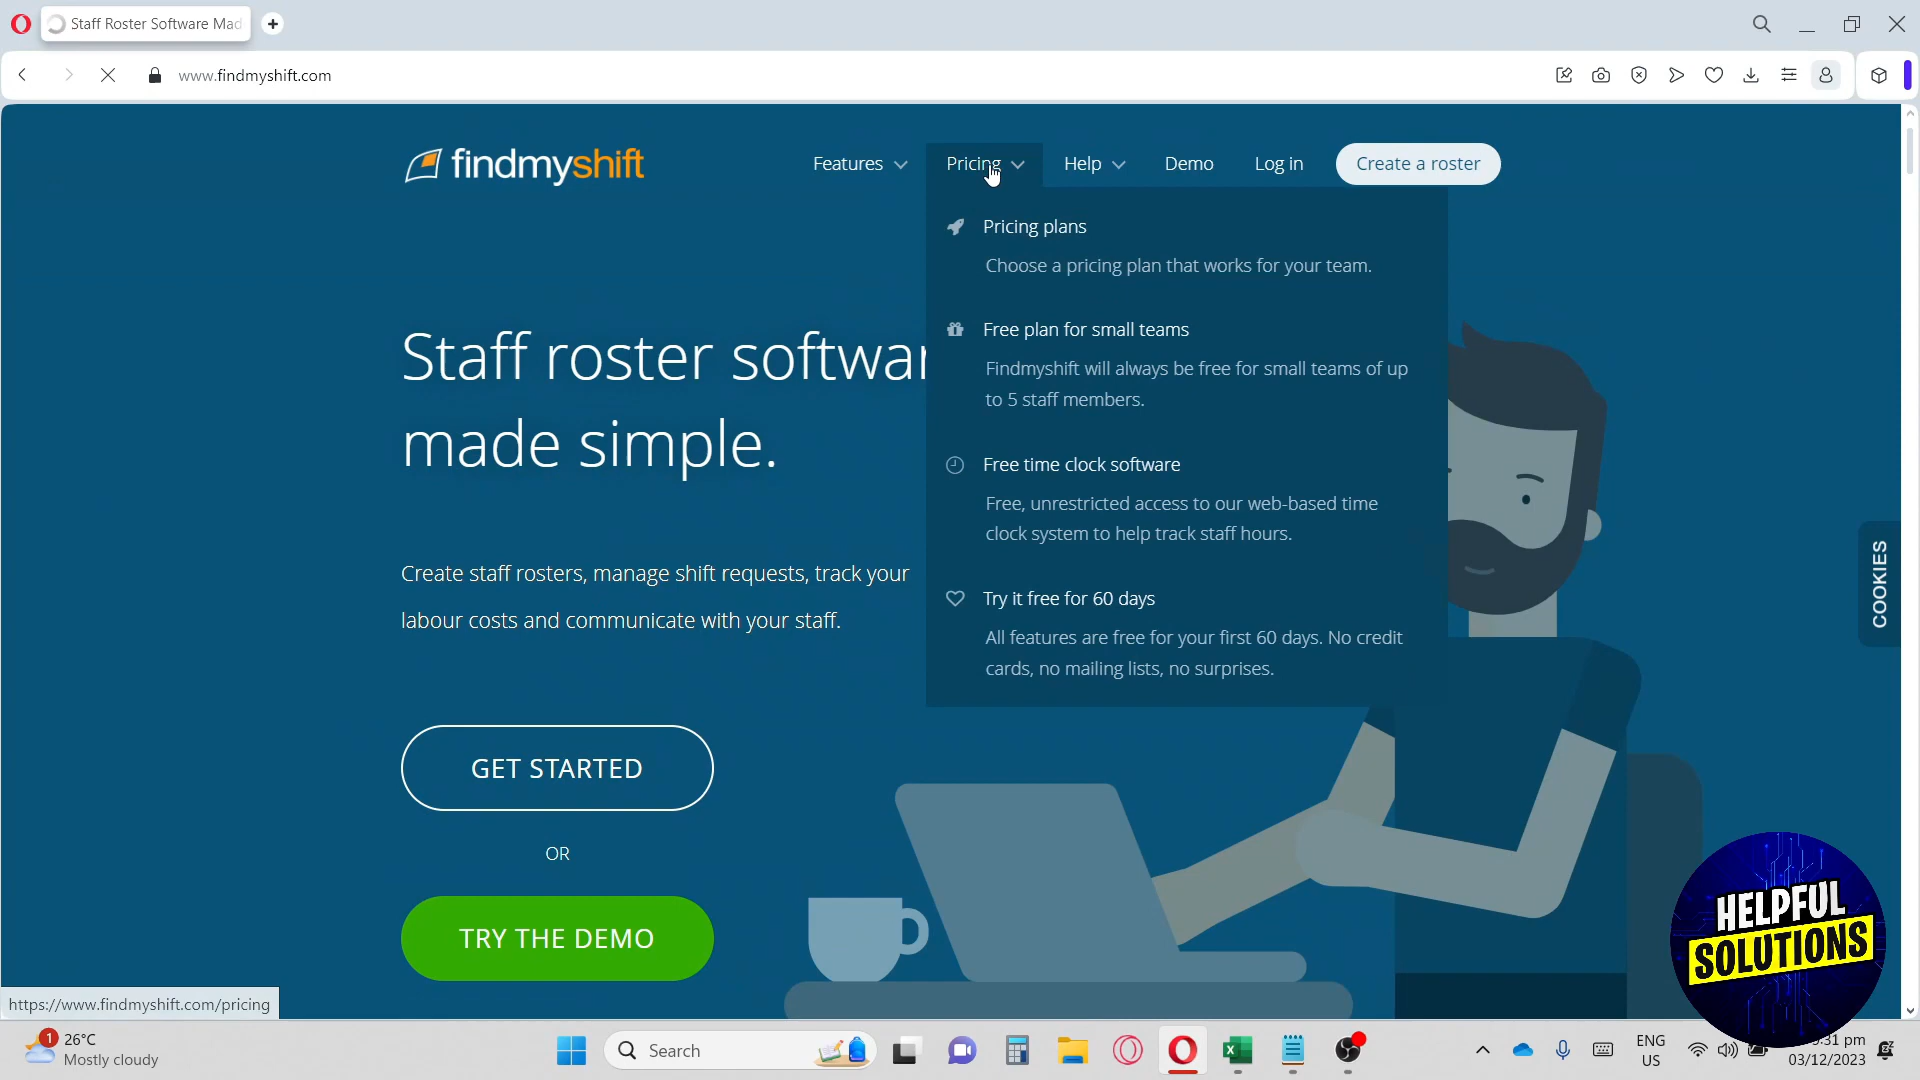 Staff Roster Software Mad
www.findmyshift.com
findmyshift
Features
Pricing
Help
Demo
Log in
Create a roster
Pricing plans
Choose a pricing plan that works for your team.
Free plan for small teams
Findmyshift will always be free for small teams of up
to 5 staff members.
Free time clock software
Free, unrestricted access to our web-based time
clock system to help track staff hours.
Try it free for 60 days
All features are free for your first 60 days. No credit
cards, no mailing lists, no surprises.
Staff roster softwar
made simple.
Create staff rosters, manage shift requests, track your
labour costs and communicate with your staff.
GET STARTED
OR
TRY THE DEMO
COOKIES
HELPFUL
SOLUTIONS
https://www.findmyshift.com/pricing
1
26°C
Mostly cloudy
Search
ENG
US
:31 pm
03/12/2023